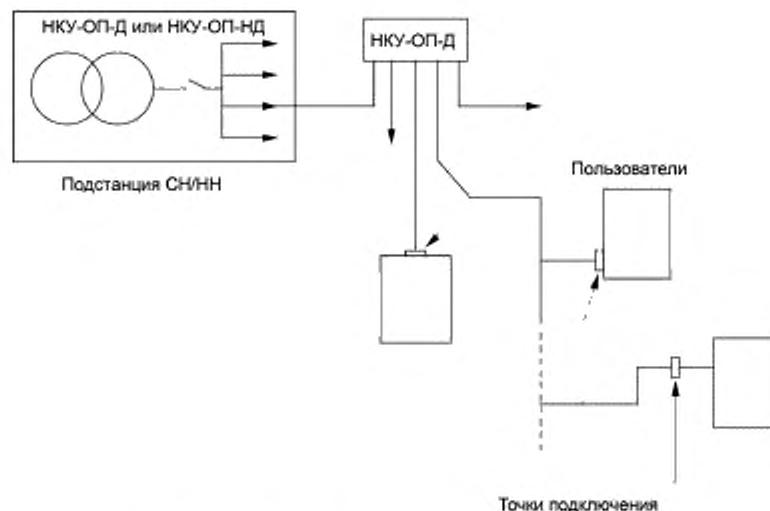 НКУ-ОП-Д или НКУ-ОП-НД
НКУ-ОП-Д
Подстанция СН/НН
Пользователи
Точки подключения